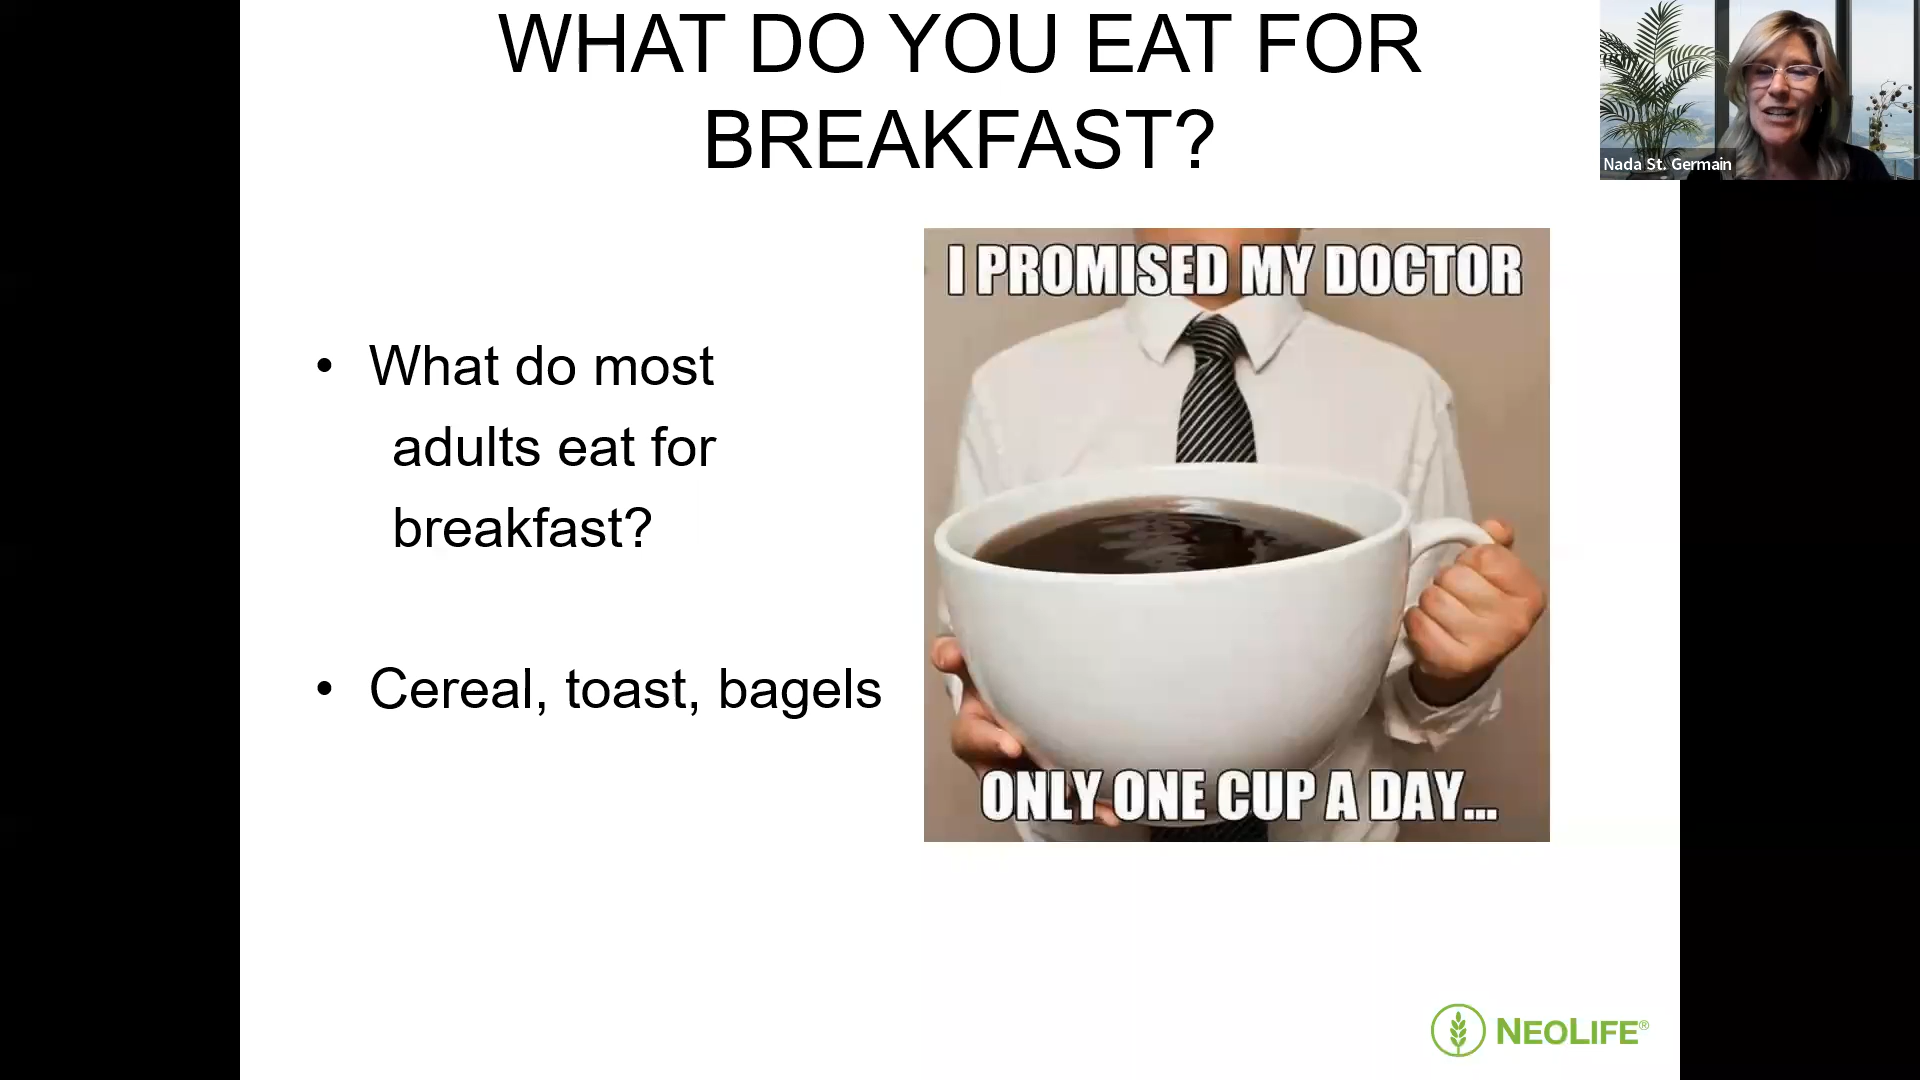 WHAT DO YOU EAT FOR
BREAKFAST?
Nada St. Germain
• What do most
adults eat for
breakfast?
• Cereal, toast, bagels
I PROMISED MY DOCTOR
ONLY ONE CUP A DAY...
NEOLIFE®